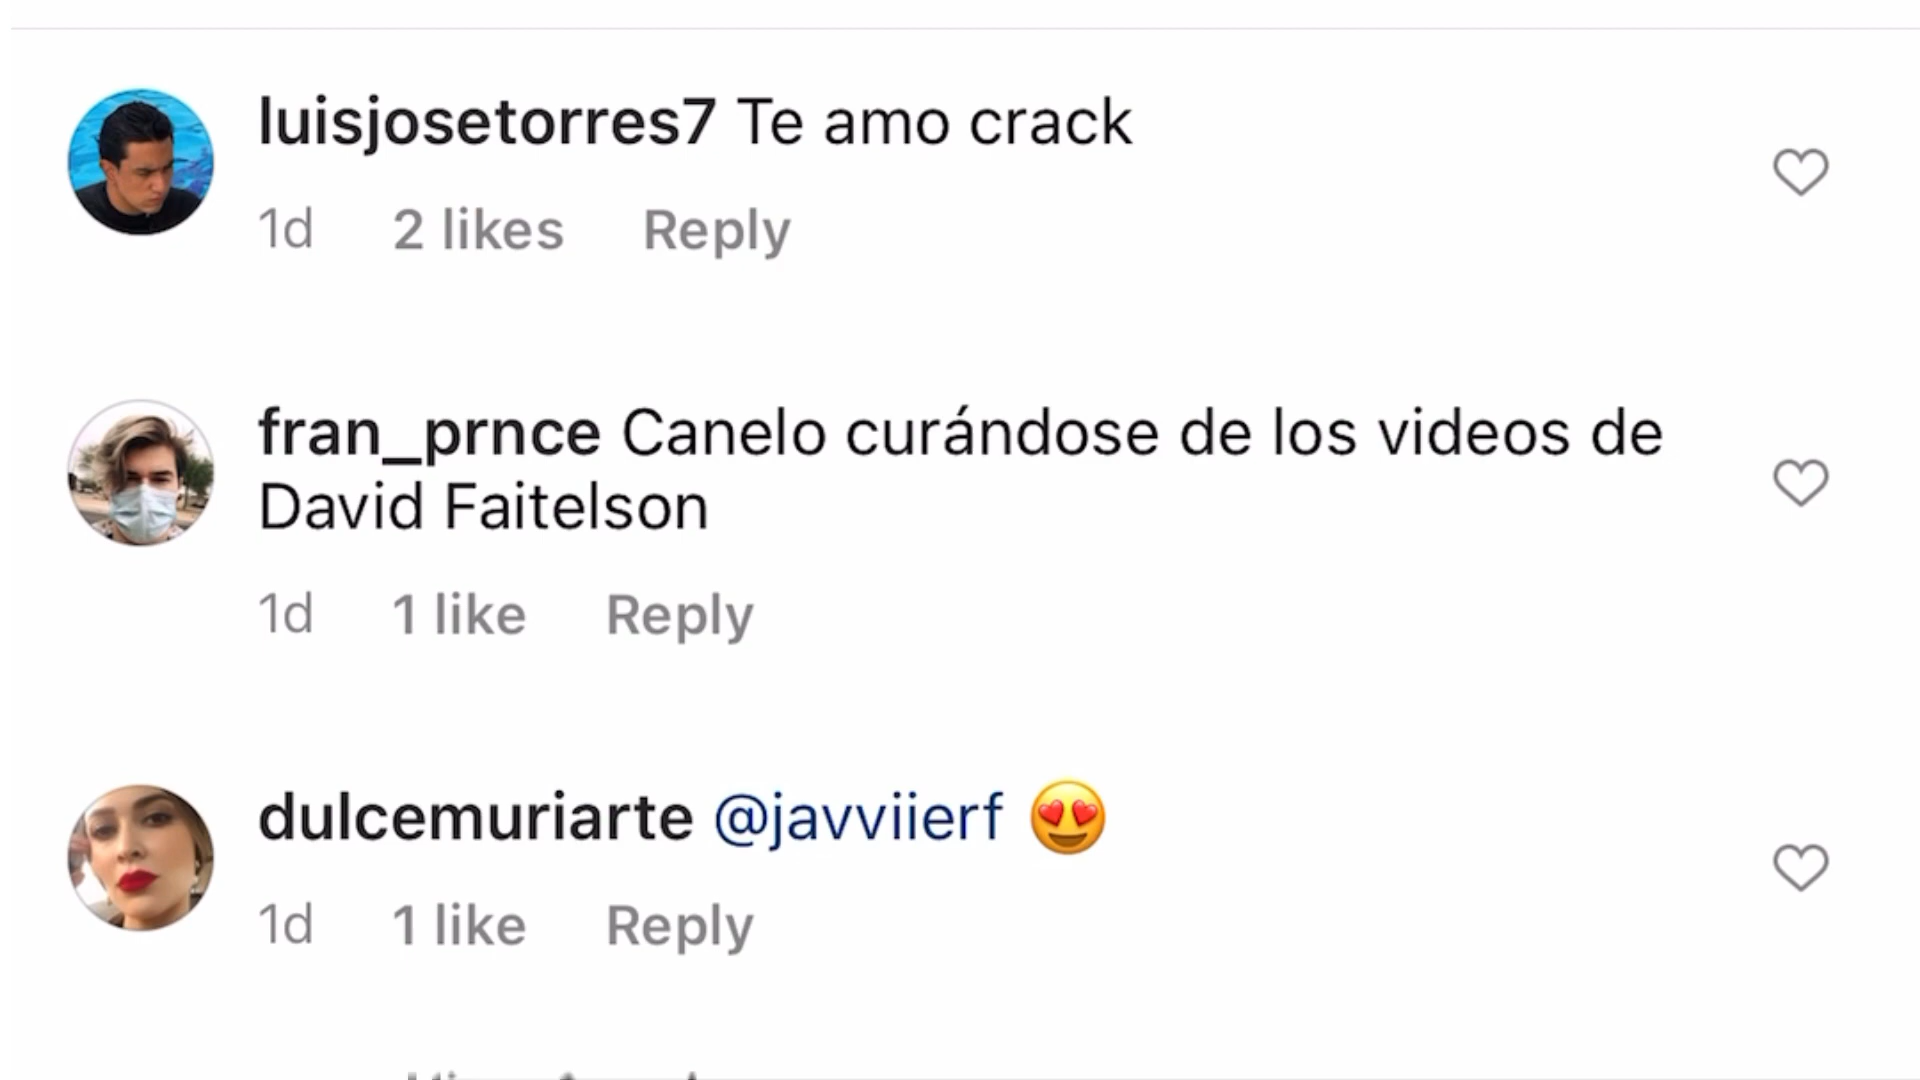 luisjosetorres7 Te amo crack
1d 2 likes Reply
fran_prnce Canelo curándose de los videos de
David Faitelson
1d 1 like Reply
dulcemuriarte @javviierf 😍
1d 1 like Reply